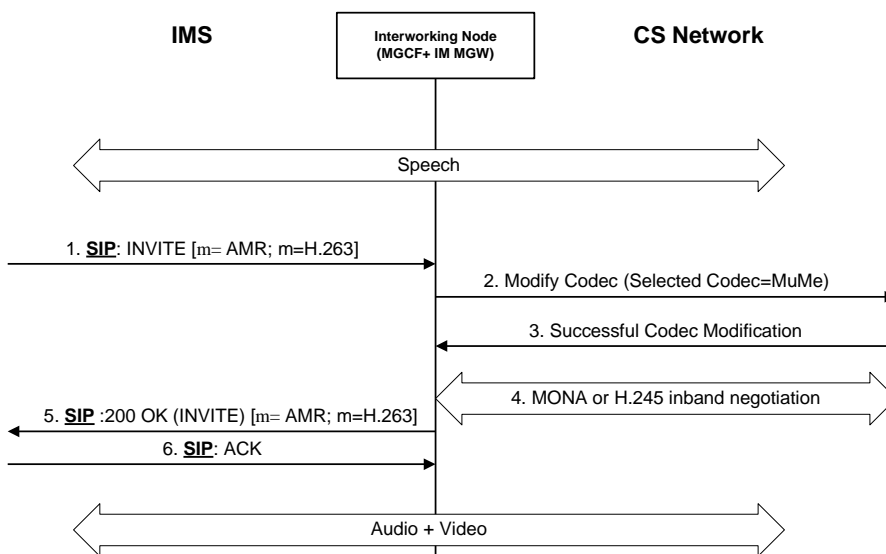 IMS
Interworking Node
(MGCF+ IM MGW)
CS Network
Speech
1. SIP: INVITE [m= AMR; m=H.263]
2. Modify Codec (Selected Codec=MuMe)
3. Successful Codec Modification
4. MONA or H.245 inband negotiation
5. SIP :200 OK (INVITE) [m= AMR; m=H.263]
6. SIP: ACK
Audio + Video